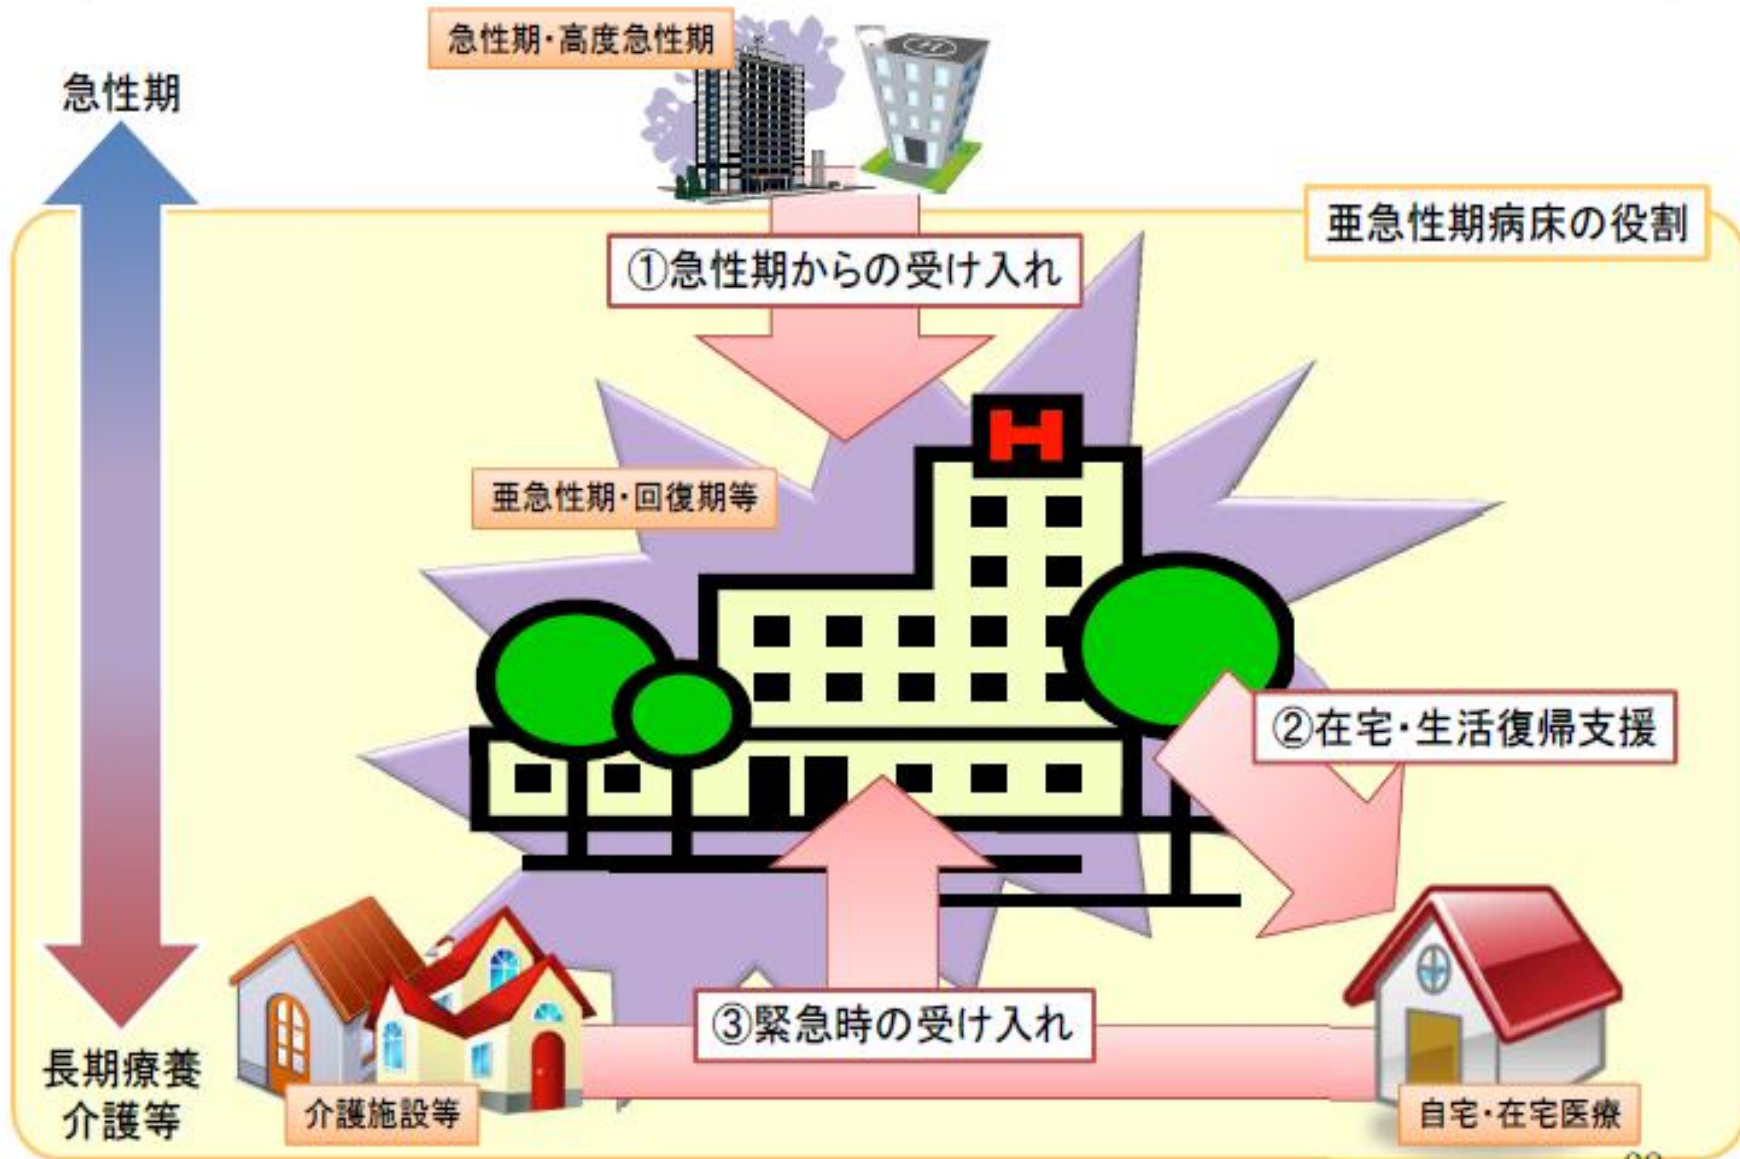 急性期・高度急性期
急性期
亜急性期病床の役割
①急性期からの受け入れ
H
亜急性期・回復期等
②在宅・生活復帰支援
③緊急時の受け入れ
長期療養
介護等
介護施設等
自宅・在宅医療